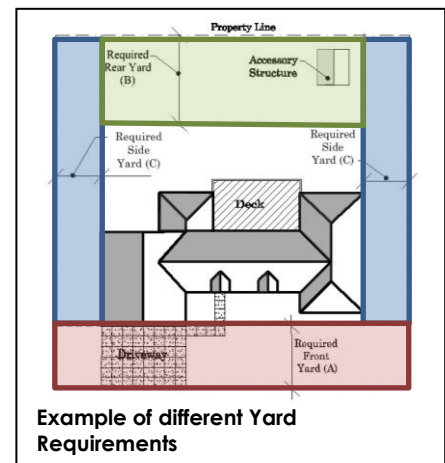 Property Line
Required
Rear Yard
(B)
Accessory
Structure
Required
Side
Yard (C)
Required
Side
Yard (C)
Deck
Driveway
Required
Front
Yard (A)
Example of different Yard
Requirements